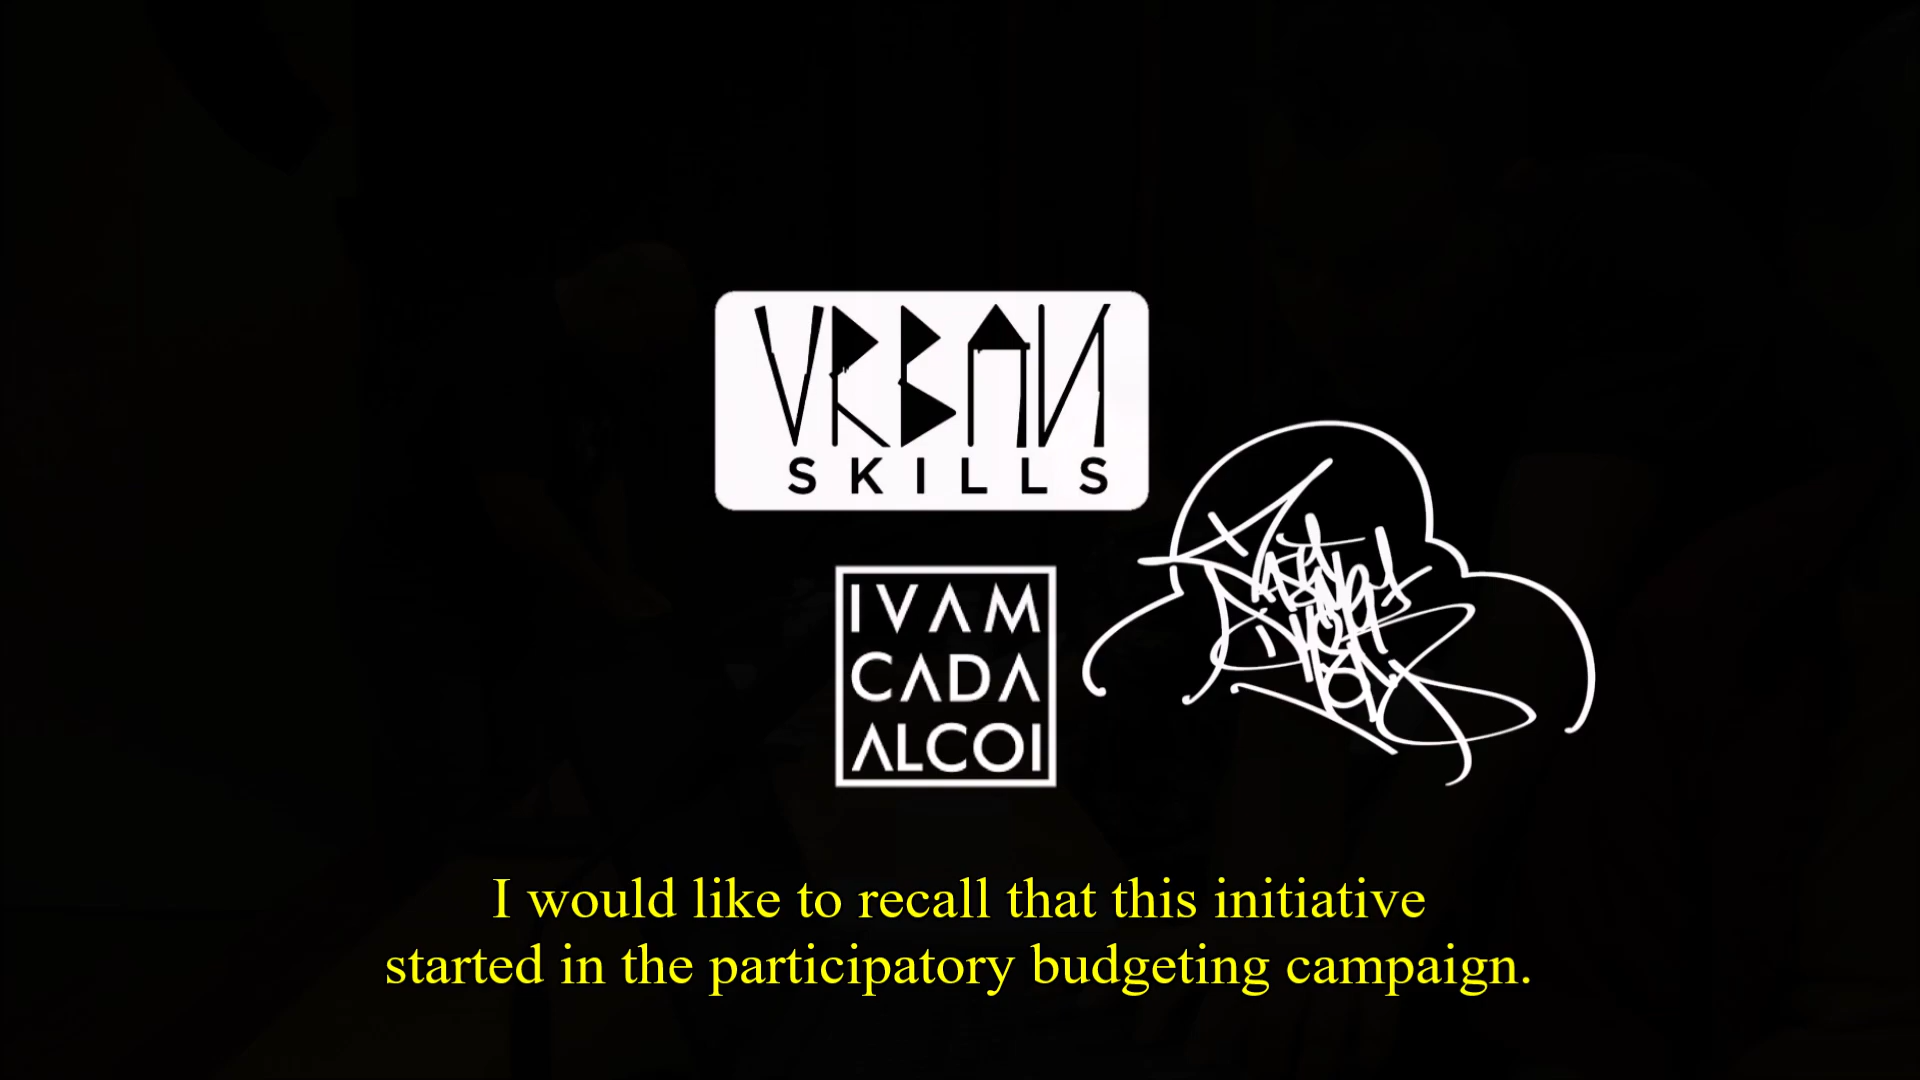 VRBAN
SKILLS
IVAM
CADA
ALCOI
I would like to recall that this initiative
started in the participatory budgeting campaign.